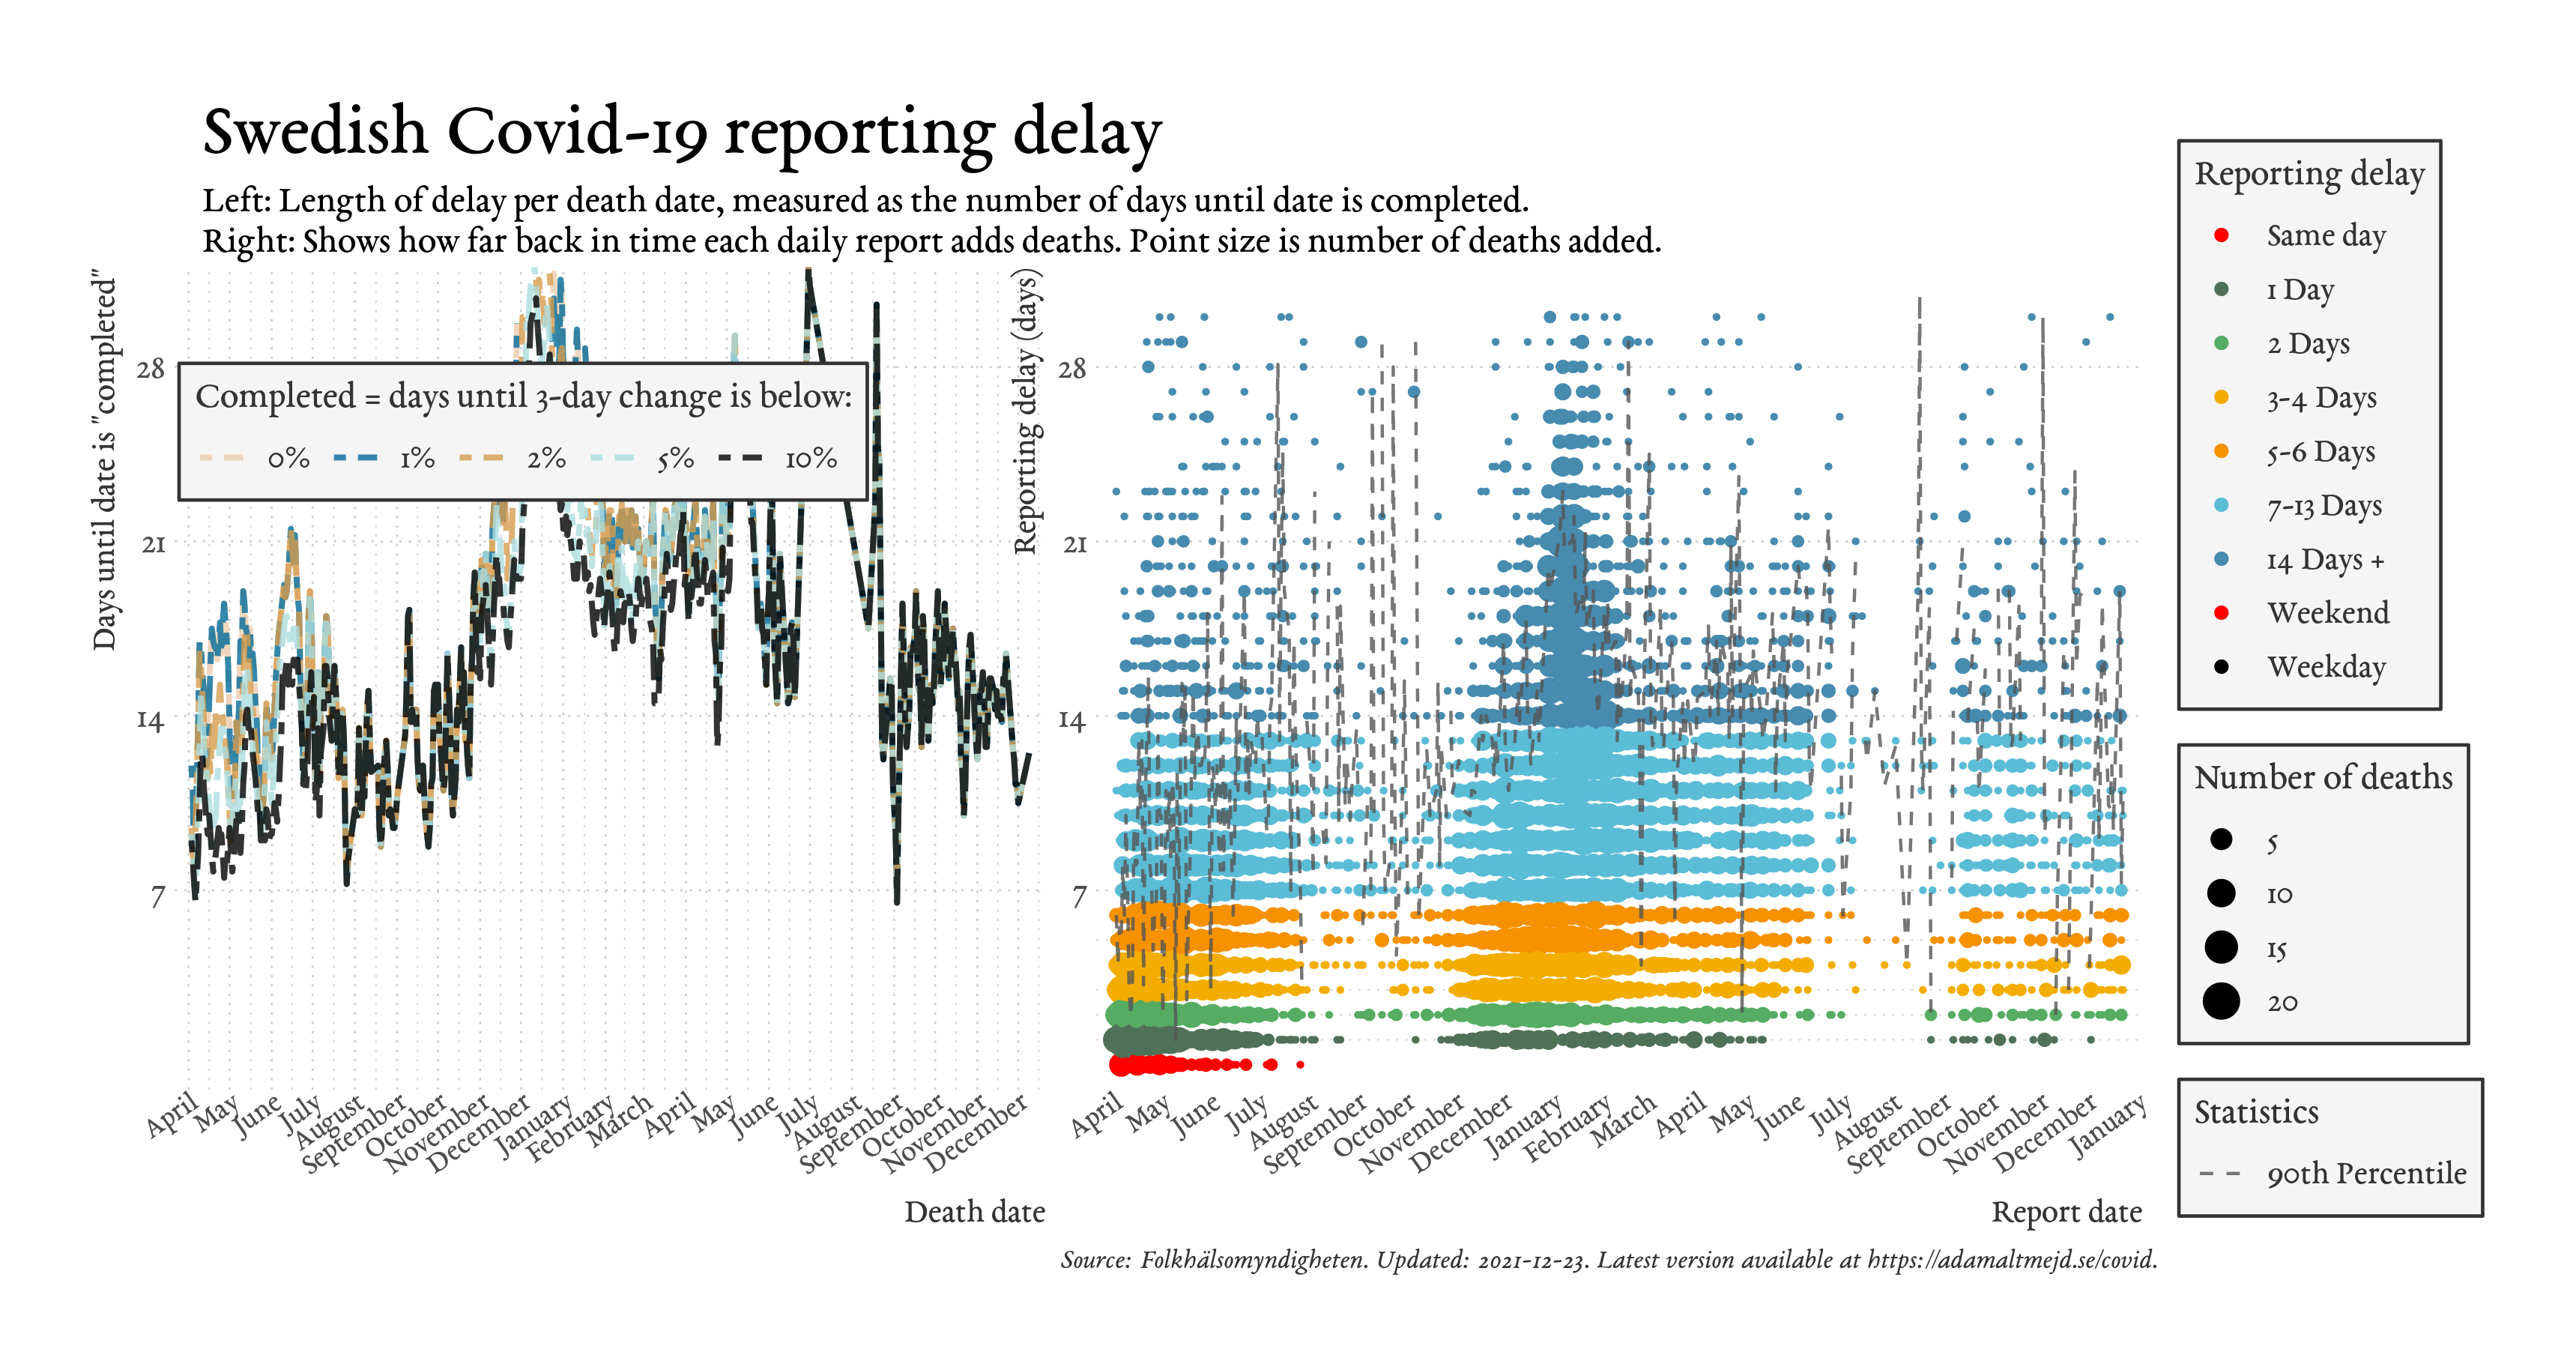 Swedish Covid-19 reporting delay
Left: Length of delay per death date, measured as the number of days until date is completed.
Right: Shows how far back in time each daily report adds deaths. Point size is number of deaths added.
Days until date is "completed"
28
21
14
7
Completed = days until 3-day change is below:
0% 1% 2% 5% 10%
April May June July August September October November December January February March April May June July August September October November December
Death date
Reporting delay (days)
28
21
14
7
April May June July August September October November December January February March April May June July August September October November December January
Report date
Reporting delay
Same day
1 Day
2 Days
3-4 Days
5-6 Days
7-13 Days
14 Days +
Weekend
Weekday
Number of deaths
5
10
15
20
Statistics
90th Percentile
Source: Folkhälsomyndigheten. Updated: 2021-12-23. Latest version available at https://adamaltmejd.se/covid.